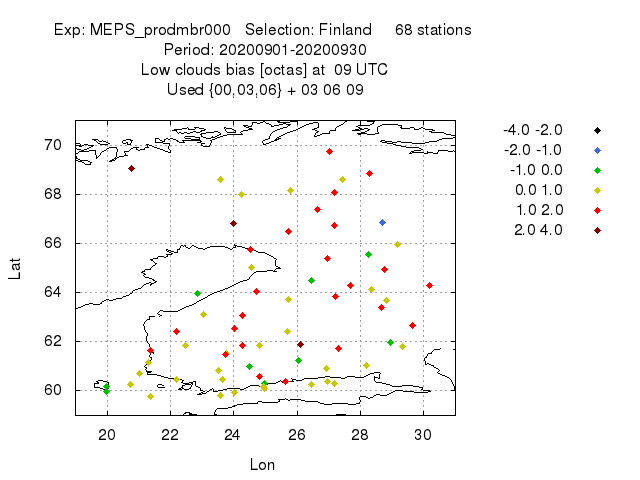 Exp: MEPS_prodmbr000 Selection: Finland 68 stations
Period: 20200901-20200930
Low clouds bias [octas] at 09 UTC
Used {00,03,06} + 03 06 09
-4.0 -2.0
-2.0 -1.0
-1.0 0.0
0.0 1.0
1.0 2.0
2.0 4.0
70
68
66
64
62
60
Lat
20 22 24 26 28 30
Lon